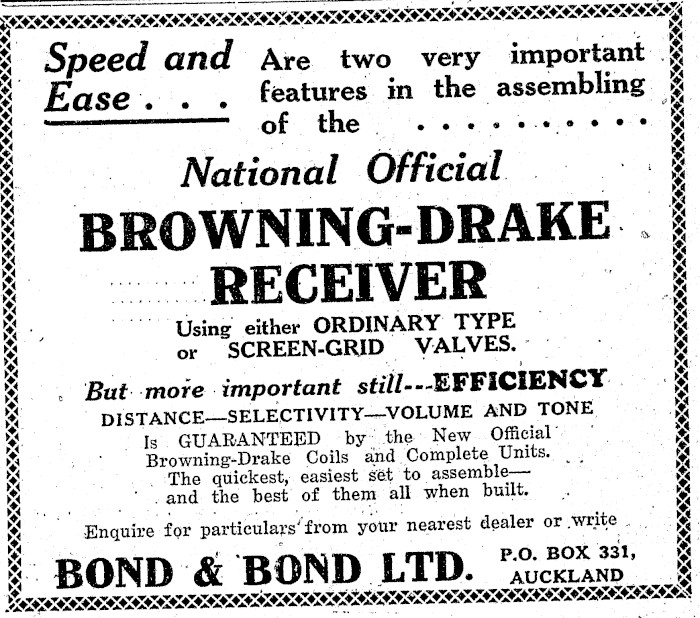 Speed and
Ease . . .
Are two very important
features in the assembling
of the . . . . . . . . . .
National Official
BROWNING-DRAKE
RECEIVER
Using either ORDINARY TYPE
or SCREEN-GRID VALVES.
But more important still---EFFICIENCY
DISTANCE—SELECTIVITY—VOLUME AND TONE
Is GUARANTEED by the New Official
Browning-Drake Coils and Complete Units.
The quickest, easiest set to assemble—
and the best of them all when built.
Enquire for particulars from your nearest dealer or write
BOND & BOND LTD.
P.O. BOX 331,
AUCKLAND